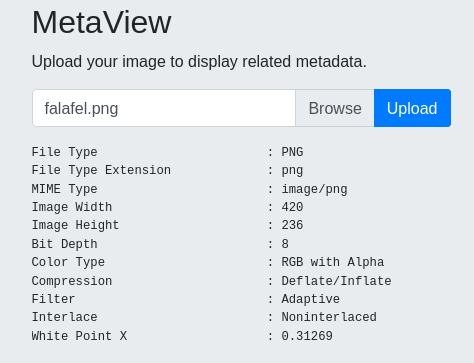 MetaView
Upload your image to display related metadata.
falafel.png Browse Upload
File Type : PNG
File Type Extension : png
MIME Type : image/png
Image Width : 420
Image Height : 236
Bit Depth : 8
Color Type : RGB with Alpha
Compression : Deflate/Inflate
Filter : Adaptive
Interlace : Noninterlaced
White Point X : 0.31269